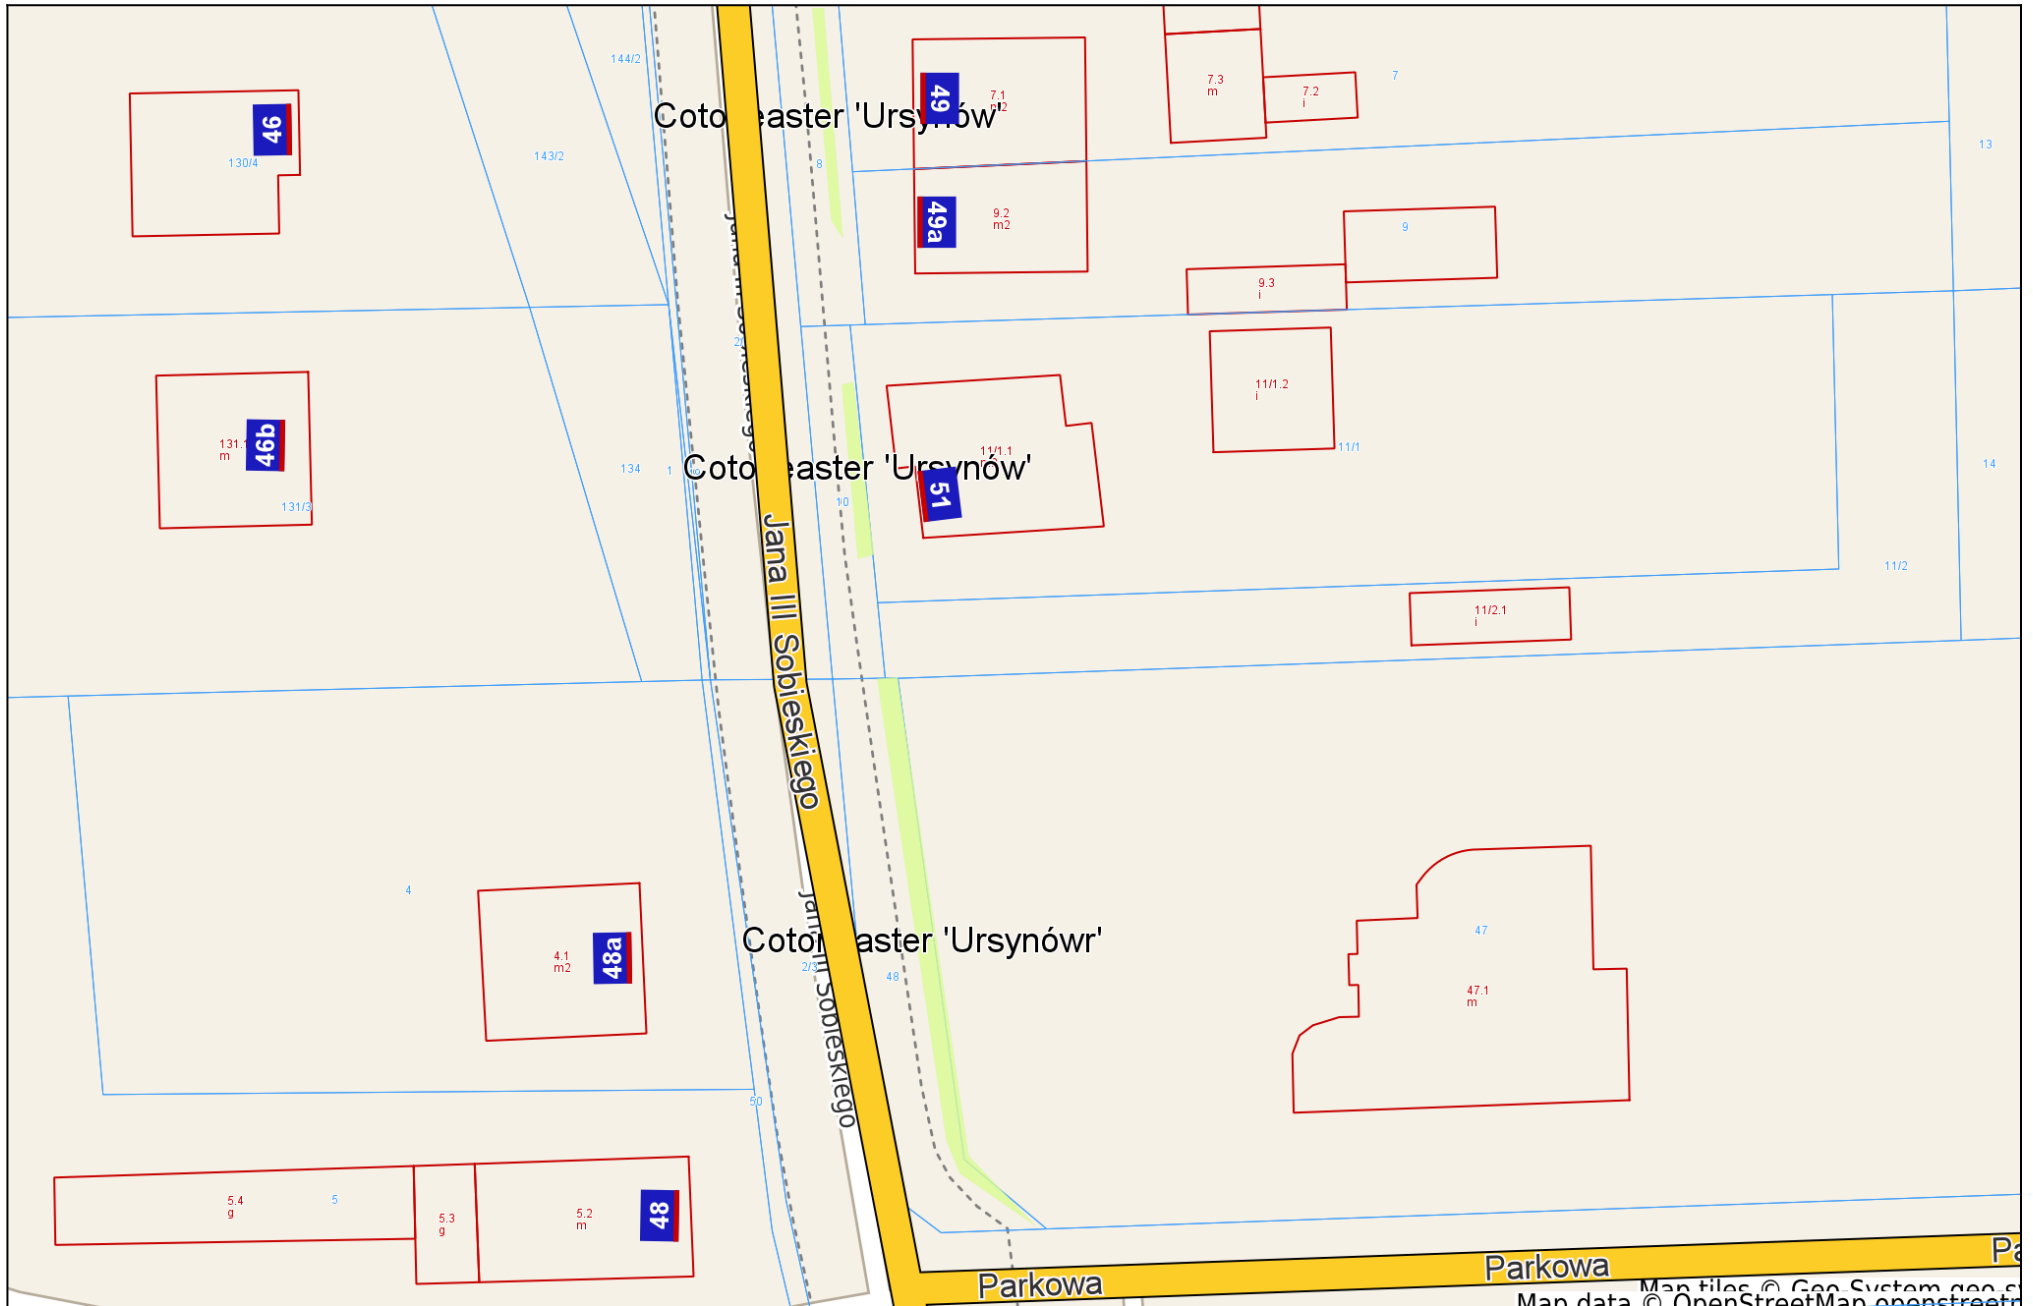 144/2
7
7.3
m
7.2
i
7.1
49
46
130/4
Cotoneaster 'Ursynów'
143/2
8
13
49a
9.2
m2
9
Jana III Sobieskiego
9.3
i
11/1.2
i
131.1
m
46b
131/3
134
1
Cotoneaster 'Ursynów'
11/1.1
11/1
14
51
10
Jana III Sobieskiego
11/2
11/2.1
i
4
4.1
m2
48a
Cotoneaster 'Ursynówr'
2/3
48
47
47.1
m
Jana III Sobieskiego
50
5.4
g
5
5.3
g
5.2
m
48
Parkowa
Parkowa
Map tiles © Geo-System
Map data © OpenStreetMap